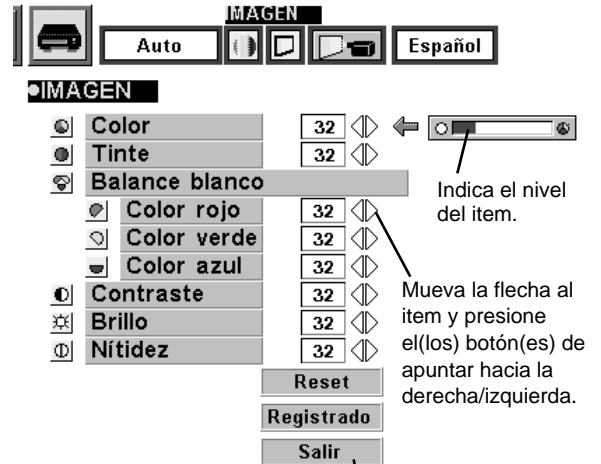 IMAGEN
Auto
Español
•IMAGEN
Color 32
Tinte 32
Balance blanco
Color rojo 32
Color verde 32
Color azul 32
Contraste 32
Brillo 32
Nítidez 32
Reset
Registrado
Salir
Indica el nivel
del item.
Mueva la flecha al
item y presione
el(los) botón(es) de
apuntar hacia la
derecha/izquierda.